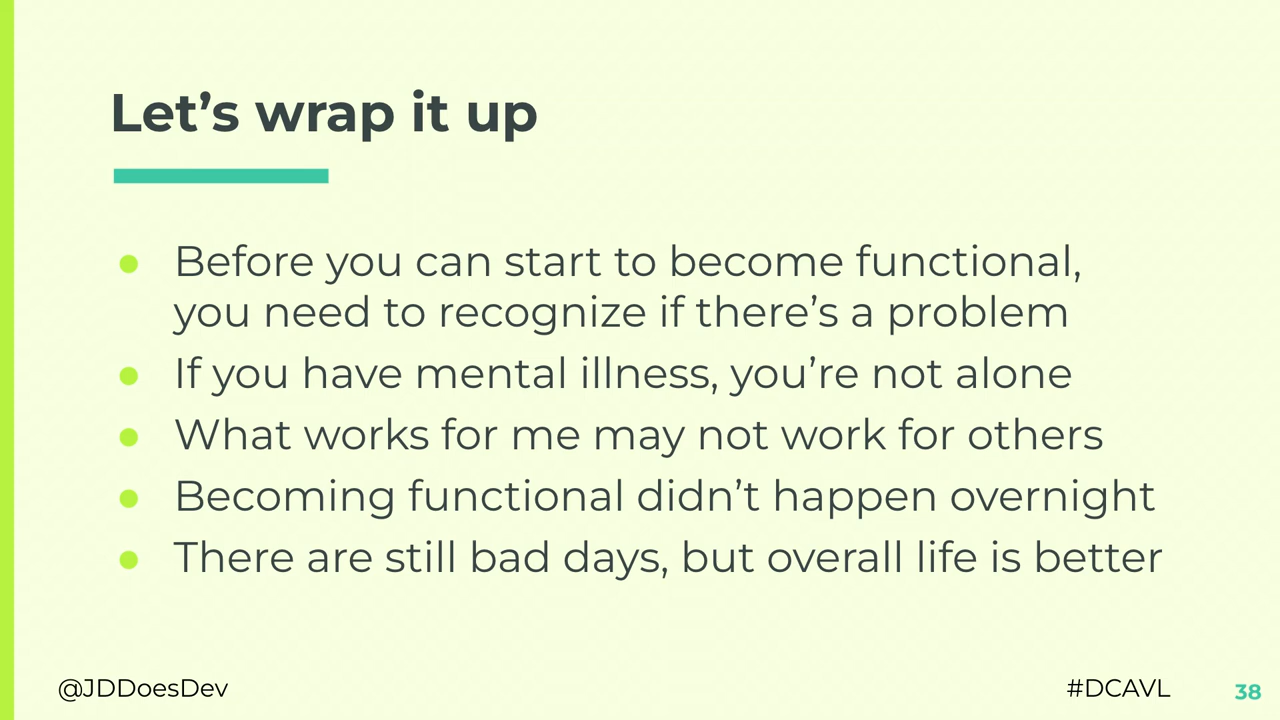 Let’s wrap it up
● Before you can start to become functional,
you need to recognize if there’s a problem
● If you have mental illness, you’re not alone
● What works for me may not work for others
● Becoming functional didn’t happen overnight
● There are still bad days, but overall life is better
@JDDoesDev
#DCAVL
38